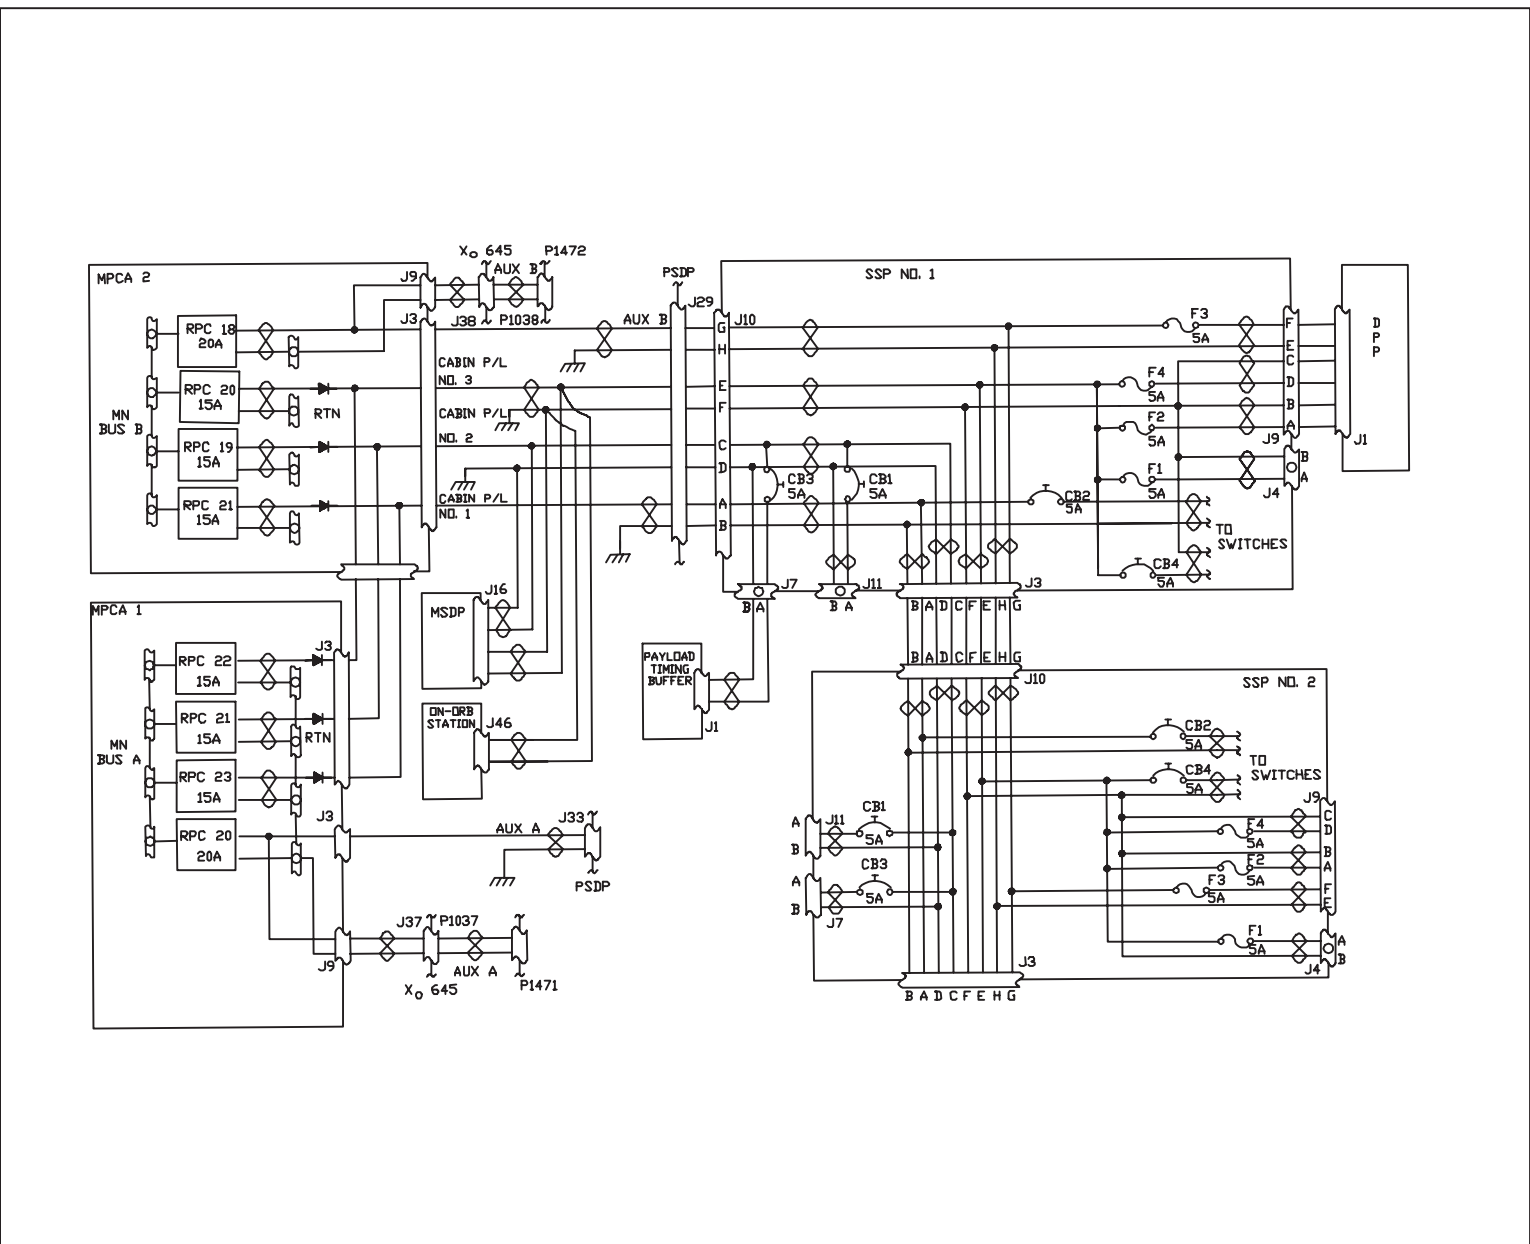 X₀ 645
P1472
MPCA 2
J9
AUX B
PSDP
SSP NO. 1
J29
J3
J38
P1038
AUX B
J10
RPC 18
20A
G
H
F3
5A
F
E
C
D
B
A
D
P
P
CABIN P/L
NO. 3
RPC 20
15A
RTN
E
F
F4
5A
MN
BUS B
CABIN P/L
NO. 2
F2
5A
J9
J1
RPC 19
15A
C
D
CB3
5A
CB1
5A
F1
5A
B
A
J4
RPC 21
15A
CABIN P/L
NO. 1
A
B
CB2
5A
TO
SWITCHES
CB4
5A
J7
J11
J3
B A
B A
B A D C F E H G
MPCA 1
MSDP
J16
J3
RPC 22
15A
PAYLOAD
TIMING
BUFFER
J1
B A D C F E H G
J10
SSP NO. 2
RPC 21
15A
RTN
MN
BUS A
ON-ORB
STATION
J46
CB2
5A
TO
SWITCHES
CB4
5A
RPC 23
15A
J3
J9
C
D
B
A
F
E
RPC 20
20A
AUX A
J33
PSDP
A
B
J11
CB1
5A
CB3
5A
A
B
J7
F4
5A
F2
5A
F3
5A
F1
5A
A
B
J4
J37
P1037
J9
AUX A
X₀ 645
P1471
J3
B A D C F E H G